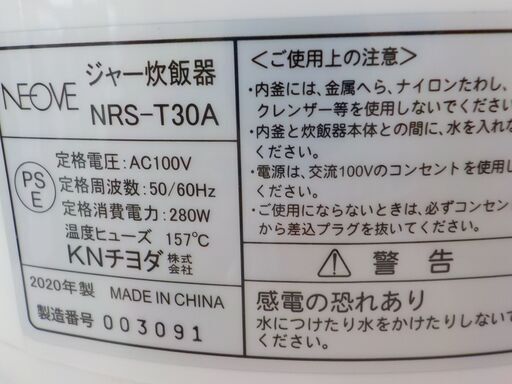 NEOVE ジャー炊飯器
NRS-T30A
PS
E
定格電圧:AC100V
定格周波数:50/60Hz
定格消費電力:280W
温度ヒューズ 157℃
KNチヨダ株式会社
2020年製 MADE IN CHINA
製造番号 003091
<ご使用上の注意>
・内釜には、金属へら、ナイロンたわし、
クレンザー等を使用しないでください
・内釜と炊飯器本体との間に、水を入れな
ください。
・電源は、交流100Vのコンセントを使用し
ください。
・ご使用にならないときは、必ずコンセン
から差込プラグを抜いてください。
警告
感電の恐れあり
水につけたり水をかけたりしない
ください。